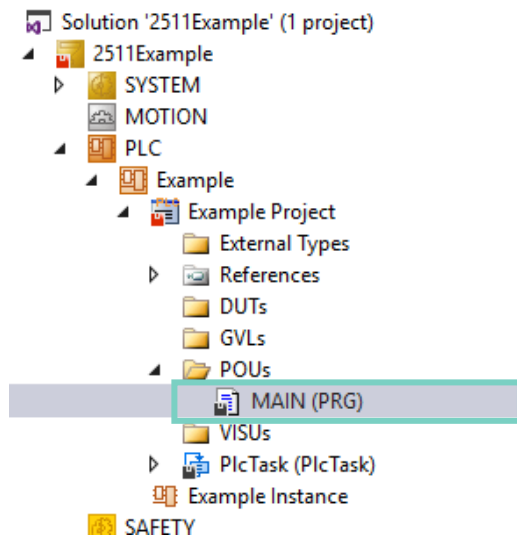 Solution '2511Example' (1 project)
2511Example
SYSTEM
MOTION
PLC
Example
Example Project
External Types
References
DUTs
GVLs
POUs
MAIN (PRG)
VISUs
PlcTask (PlcTask)
Example Instance
SAFETY